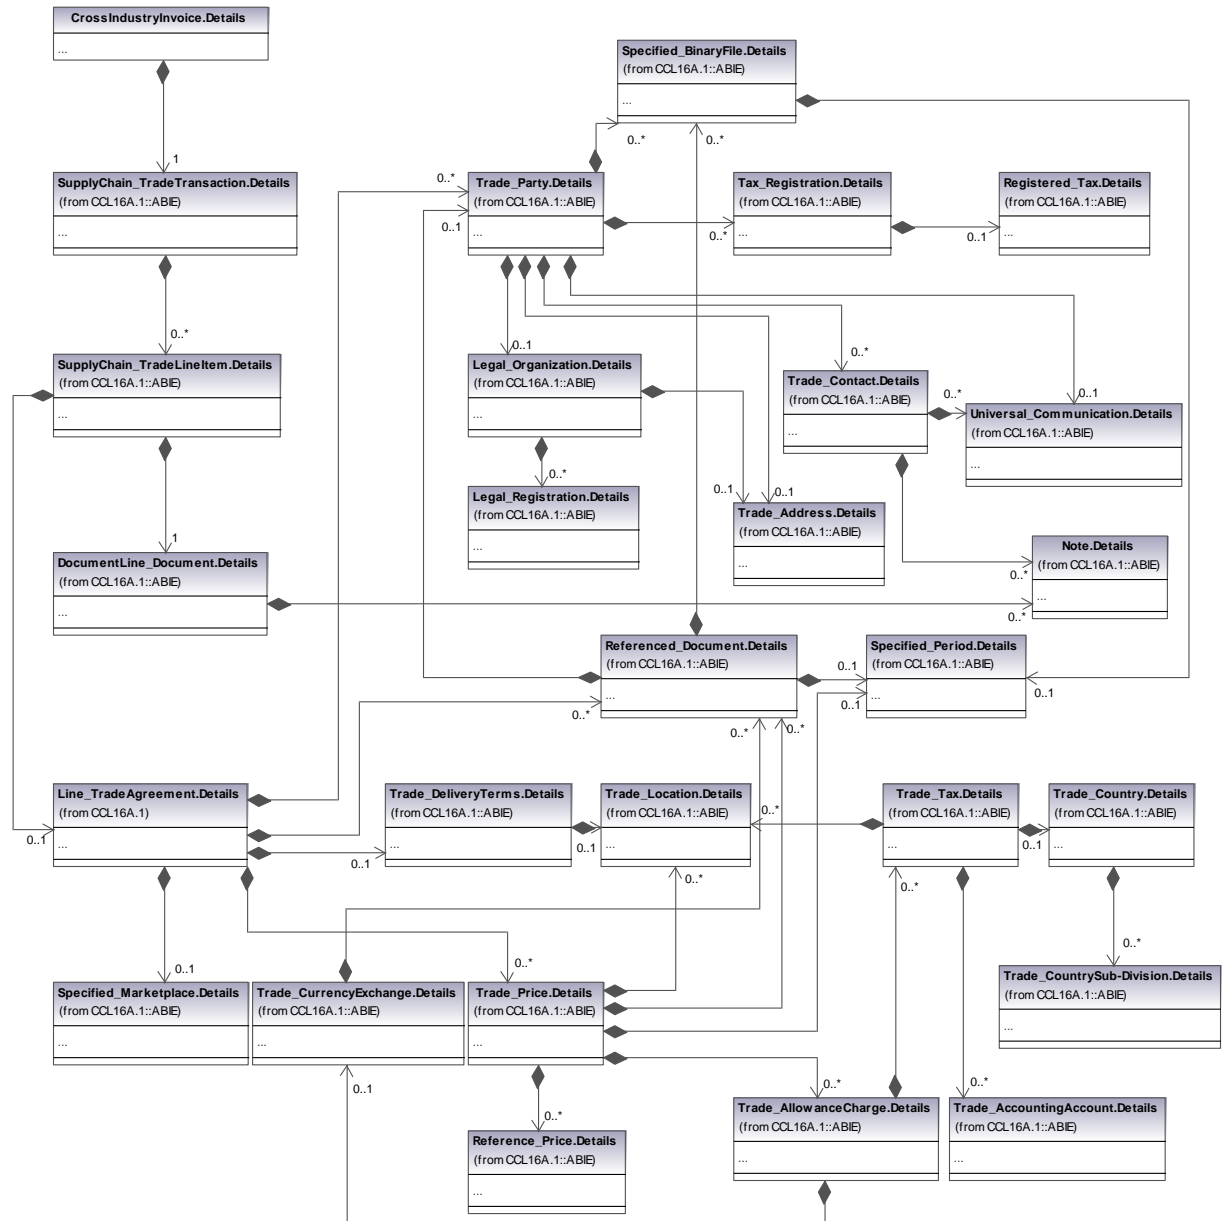 CrossIndustryInvoice.Details
...
Specified_BinaryFile.Details
(from CCL16A.1::ABIE)
...
0..*
0..*
1
SupplyChain_TradeTransaction.Details
(from CCL16A.1::ABIE)
...
0..*
0..1
Trade_Party.Details
(from CCL16A.1::ABIE)
...
Tax_Registration.Details
(from CCL16A.1::ABIE)
...
0..*
Registered_Tax.Details
(from CCL16A.1::ABIE)
...
0..1
0..*
SupplyChain_TradeLineItem.Details
(from CCL16A.1::ABIE)
...
0..1
Legal_Organization.Details
(from CCL16A.1::ABIE)
...
0..*
Trade_Contact.Details
(from CCL16A.1::ABIE)
...
0..*
0..1
Universal_Communication.Details
(from CCL16A.1::ABIE)
...
0..*
Legal_Registration.Details
(from CCL16A.1::ABIE)
...
0..1
0..1
Trade_Address.Details
(from CCL16A.1::ABIE)
...
1
DocumentLine_Document.Details
(from CCL16A.1::ABIE)
...
Note.Details
(from CCL16A.1::ABIE)
...
0..*
0..*
Referenced_Document.Details
(from CCL16A.1::ABIE)
...
0..*
0..*
0..*
Specified_Period.Details
(from CCL16A.1::ABIE)
...
0..1
0..1
0..1
Line_TradeAgreement.Details
(from CCL16A.1)
...
0..1
Trade_DeliveryTerms.Details
(from CCL16A.1::ABIE)
...
0..1
Trade_Location.Details
(from CCL16A.1::ABIE)
...
0..1
0..*
0..*
Trade_Tax.Details
(from CCL16A.1::ABIE)
...
0..*
Trade_Country.Details
(from CCL16A.1::ABIE)
...
0..1
0..1
Specified_Marketplace.Details
(from CCL16A.1::ABIE)
...
Trade_CurrencyExchange.Details
(from CCL16A.1::ABIE)
...
0..1
0..*
Trade_Price.Details
(from CCL16A.1::ABIE)
...
0..*
Trade_CountrySub-Division.Details
(from CCL16A.1::ABIE)
...
0..*
Reference_Price.Details
(from CCL16A.1::ABIE)
...
0..*
Trade_AllowanceCharge.Details
(from CCL16A.1::ABIE)
...
0..*
Trade_AccountingAccount.Details
(from CCL16A.1::ABIE)
...